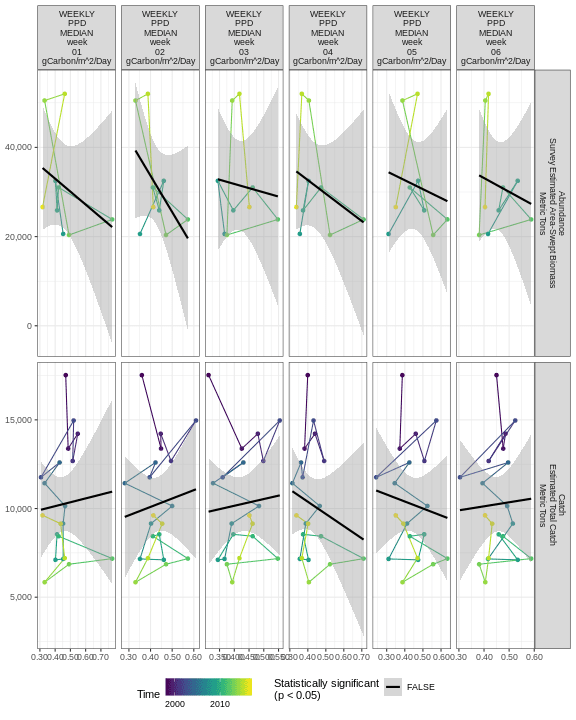 WEEKLY PPD MEDIAN week 01 gCarbon/m^2/Day
WEEKLY PPD MEDIAN week 02 gCarbon/m^2/Day
WEEKLY PPD MEDIAN week 03 gCarbon/m^2/Day
WEEKLY PPD MEDIAN week 04 gCarbon/m^2/Day
WEEKLY PPD MEDIAN week 05 gCarbon/m^2/Day
WEEKLY PPD MEDIAN week 06 gCarbon/m^2/Day
40,000
20,000
0
Abundance
Survey Estimated Area-Swept Biomass
Metric Tons
15,000
10,000
5,000
Catch
Estimated Total Catch
Metric Tons
0.30 0.40 0.50 0.60 0.70
0.30 0.40 0.50 0.60
0.40 0.50 0.60 0.70
0.30 0.40 0.50 0.60
0.30 0.40 0.50 0.60
Time
2000 2010
Statistically significant
(p < 0.05)
FALSE